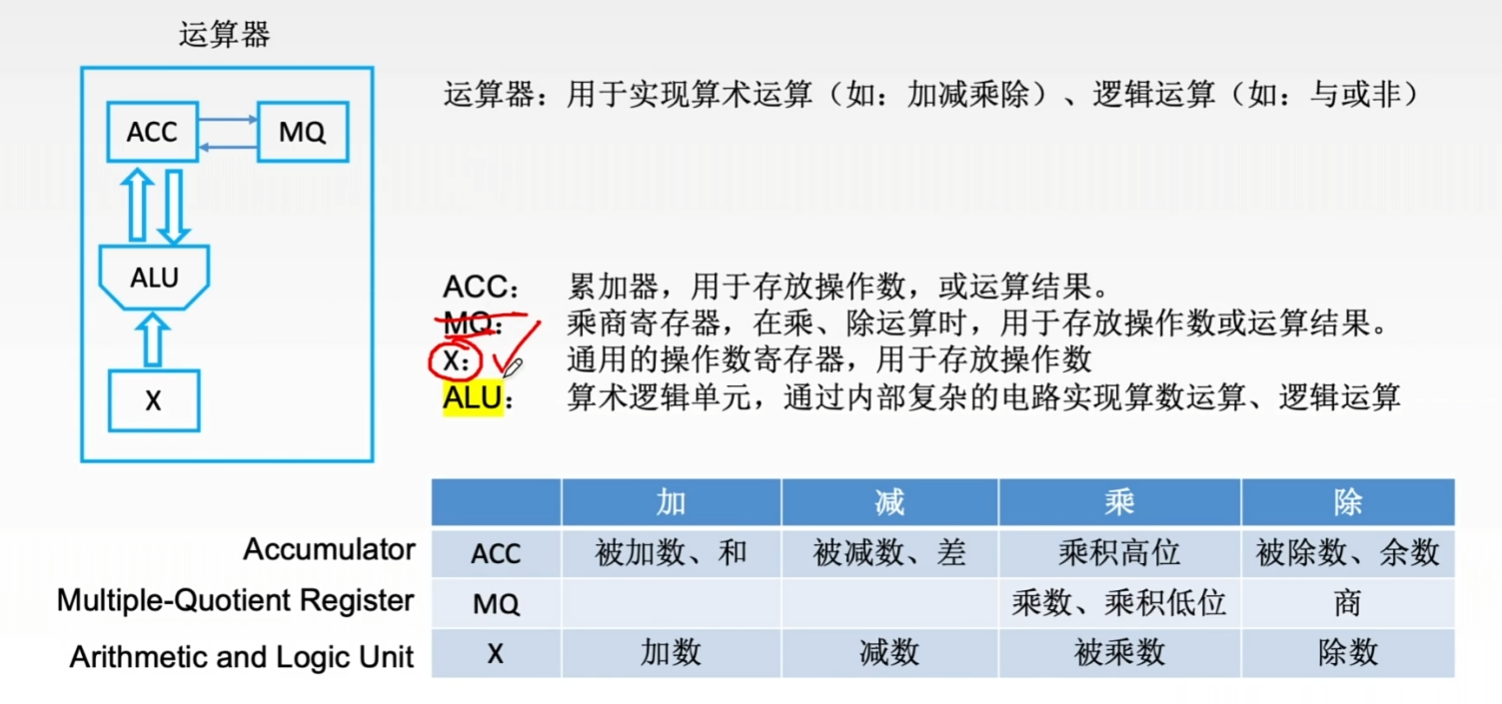 运算器
运算器：用于实现算术运算（如：加减乘除）、逻辑运算（如：与或非）
ACC MQ
ALU
X
ACC： 累加器，用于存放操作数，或运算结果。
MQ： 乘商寄存器，在乘、除运算时，用于存放操作数或运算结果。
X： 通用的操作数寄存器，用于存放操作数
ALU： 算术逻辑单元，通过内部复杂的电路实现算数运算、逻辑运算
加 减 乘 除
Accumulator ACC 被加数、和 被减数、差 乘积高位 被除数、余数
Multiple-Quotient Register MQ 乘数、乘积低位 商
Arithmetic and Logic Unit X 加数 减数 被乘数 除数